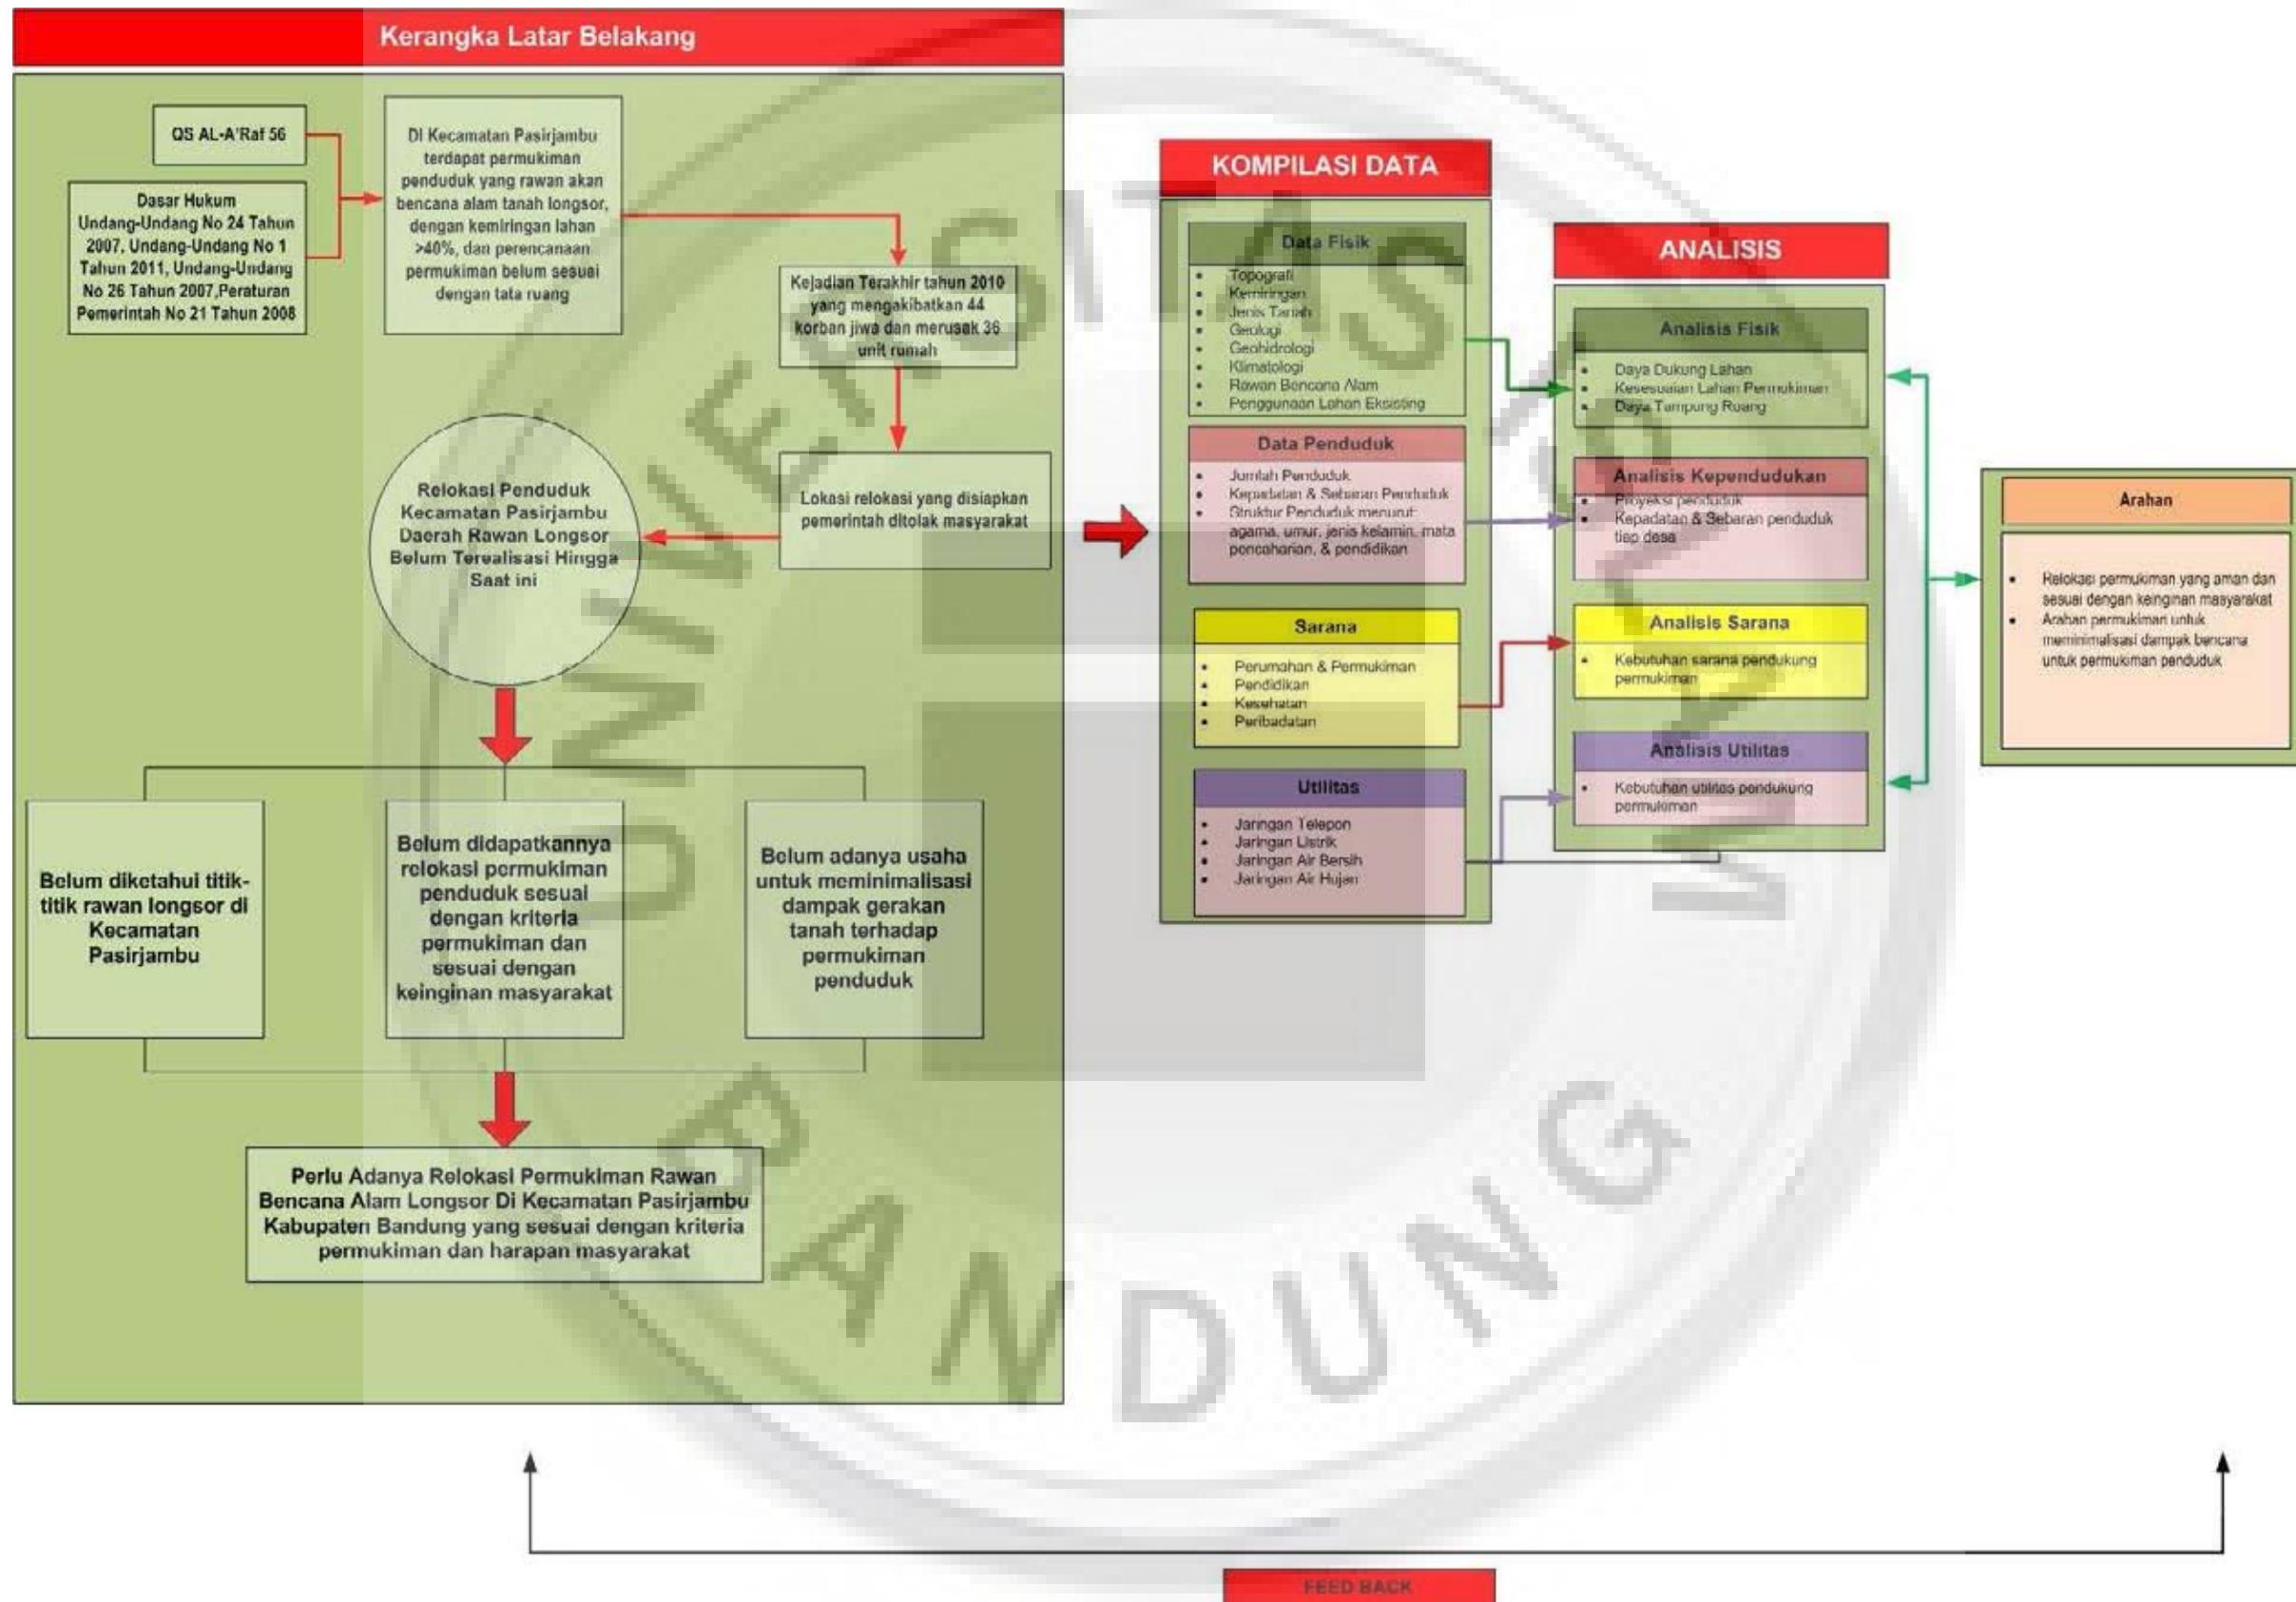 Kerangka Latar Belakang
QS AL-A'Raf 56
Dasar Hukum
Undang-Undang No 24 Tahun
2007, Undang-Undang No 1
Tahun 2011, Undang-Undang
No 26 Tahun 2007,Peraturan
Pemerintah No 21 Tahun 2008
DI Kecamatan Pasirjambu
terdapat permukiman
penduduk yang rawan akan
bencana alam tanah longsor,
dengan kemiringan lahan
>40%, dan perencanaan
permukiman belum sesuai
dengan tata ruang
Kejadian Terakhir tahun 2010
yang mengakibatkan 44
korban jiwa dan merusak 36
unit rumah
Lokasi relokasi yang disiapkan
pemerintah ditolak masyarakat
Relokasi Penduduk
Kecamatan Pasirjambu
Daerah Rawan Longsor
Belum Terealisasi Hingga
Saat ini
Belum diketahui titik-
titik rawan longsor di
Kecamatan
Pasirjambu
Belum didapatkannya
relokasi permukiman
penduduk sesuai
dengan kriteria
permukiman dan
sesuai dengan
keinginan masyarakat
Belum adanya usaha
untuk meminimalisasi
dampak gerakan
tanah terhadap
permukiman
penduduk
Perlu Adanya Relokasi Permukiman Rawan
Bencana Alam Longsor Di Kecamatan Pasirjambu
Kabupaten Bandung yang sesuai dengan kriteria
permukiman dan harapan masyarakat
KOMPILASI DATA
Data Fisik
• Topografi
• Kemiringan
• Jenis Tanah
• Geologi
• Geohidrologi
• Klimatologi
• Rawan Bencana Alam
• Penggunaan Lahan Eksisting
Data Penduduk
• Jumlah Penduduk
• Kepadatan & Sebaran Penduduk
• Struktur Penduduk menurut:
agama, umur, jenis kelamin, mata
pencaharian, & pendidikan
Sarana
• Perumahan & Permukiman
• Pendidikan
• Kesehatan
• Peribadatan
Utilitas
• Jaringan Telepon
• Jaringan Listrik
• Jaringan Air Bersih
• Jaringan Air Hujan
ANALISIS
Analisis Fisik
• Daya Dukung Lahan
• Kesesuaian Lahan Permukiman
• Daya Tampung Ruang
Analisis Kependudukan
• Proyeksi penduduk
• Kepadatan & Sebaran penduduk
tiap desa
Analisis Sarana
• Kebutuhan sarana pendukung
permukiman
Analisis Utilitas
• Kebutuhan utilitas pendukung
permukiman
Arahan
• Relokasi permukiman yang aman dan
sesuai dengan keinginan masyarakat
• Arahan permukiman untuk
meminimalisasi dampak bencana
untuk permukiman penduduk
FEED BACK
UNIVERSITAS ISLAM
BANDUNG